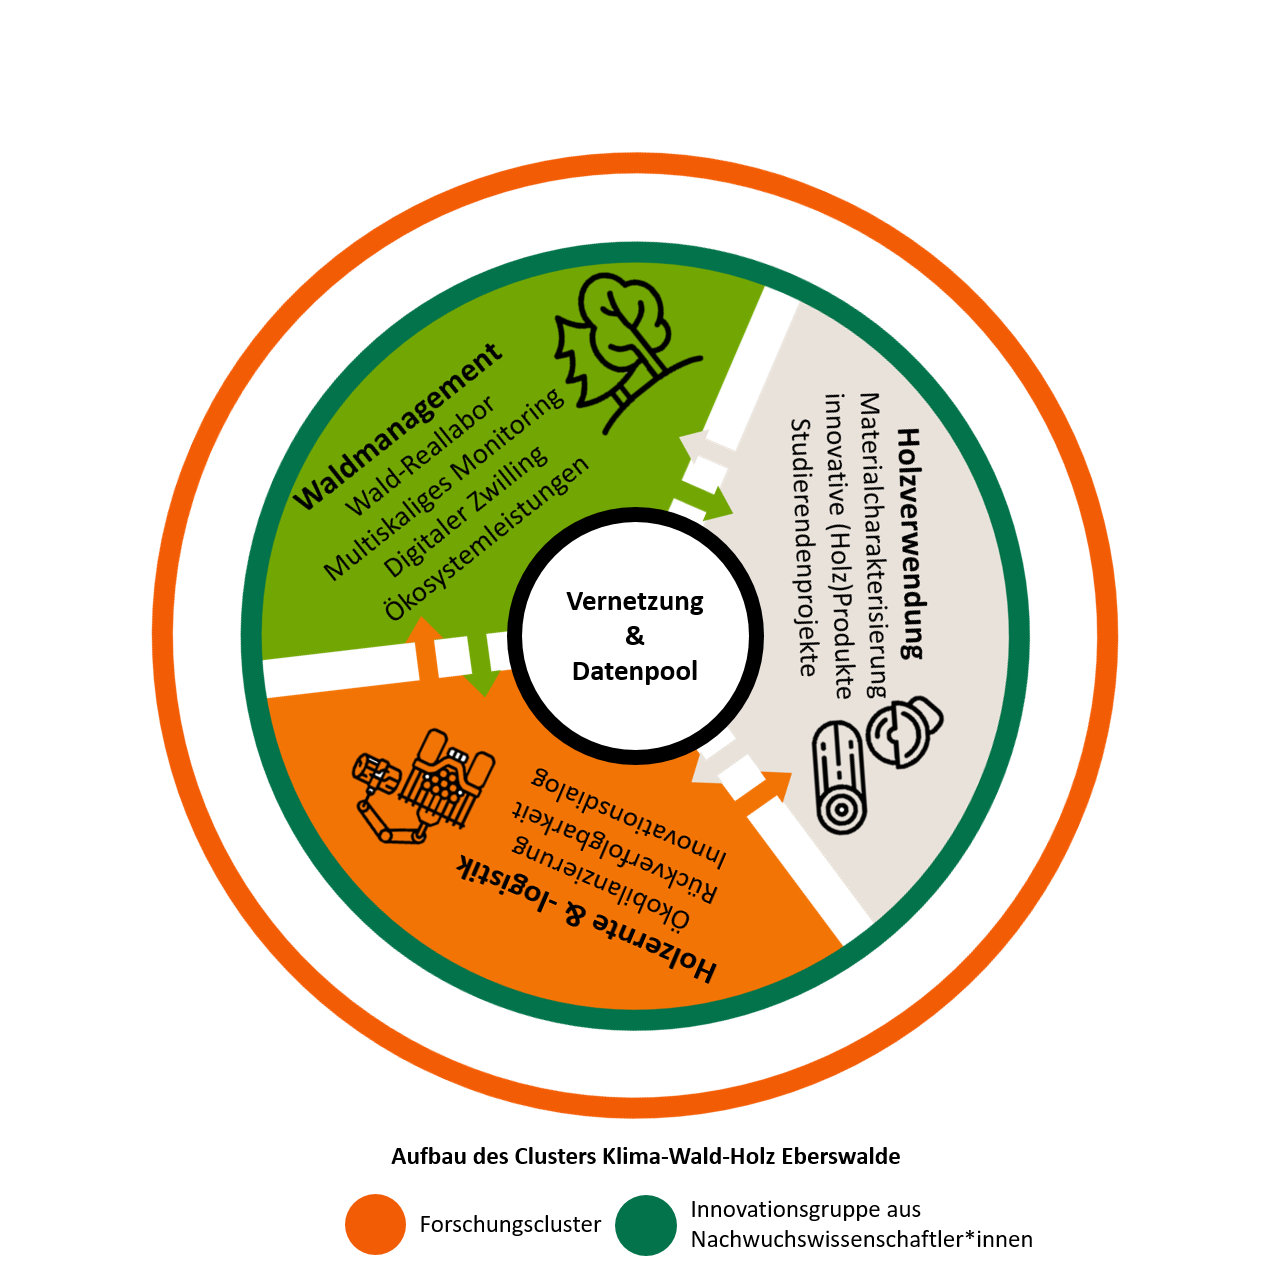 Waldmanagement
Wald-Reallabor
Multiskaliges Monitoring
Digitaler Zwilling
Ökosystemleistungen
Holzverwendung
Materialcharakterisierung
innovative (Holz)Produkte
Studierendenprojekte
Holzernte & -logistik
Ökobilanzierung
Rückverfolgbarkeit
Innovationsdialog
Vernetzung
&
Datenpool
Aufbau des Clusters Klima-Wald-Holz Eberswalde
Forschungscluster
Innovationsgruppe aus
Nachwuchswissenschaftler*innen